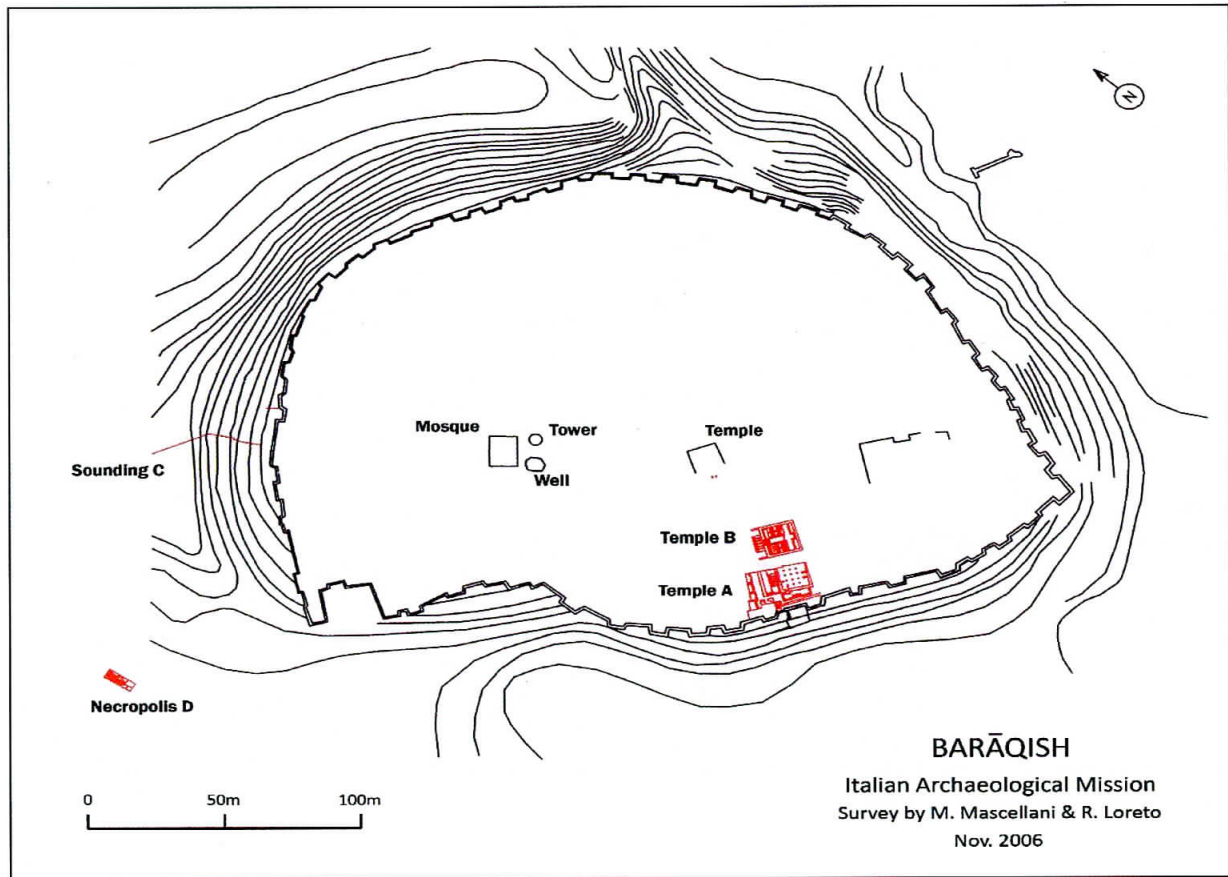 N
Mosque
Tower
Well
Temple
Sounding C
Temple B
Temple A
Necropolis D
0 50m 100m
BARĀQISH
Italian Archaeological Mission
Survey by M. Mascellani & R. Loreto
Nov. 2006